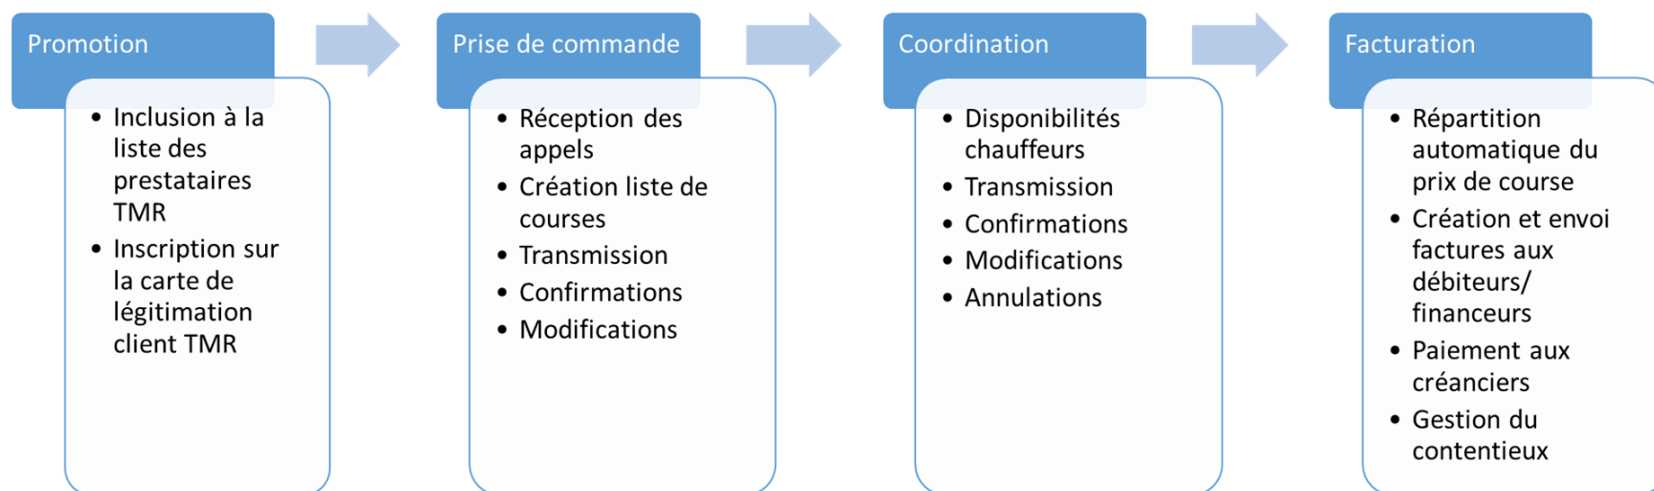 Promotion
• Inclusion à la
liste des
prestataires
TMR
• Inscription sur
la carte de
légitimation
client TMR
Prise de commande
• Réception des
appels
• Création liste de
courses
• Transmission
• Confirmations
• Modifications
Coordination
• Disponibilités
chauffeurs
• Transmission
• Confirmations
• Modifications
• Annulations
Facturation
• Répartition
automatique du
prix de course
• Création et envoi
factures aux
débiteurs/
financeurs
• Paiement aux
créanciers
• Gestion du
contentieux